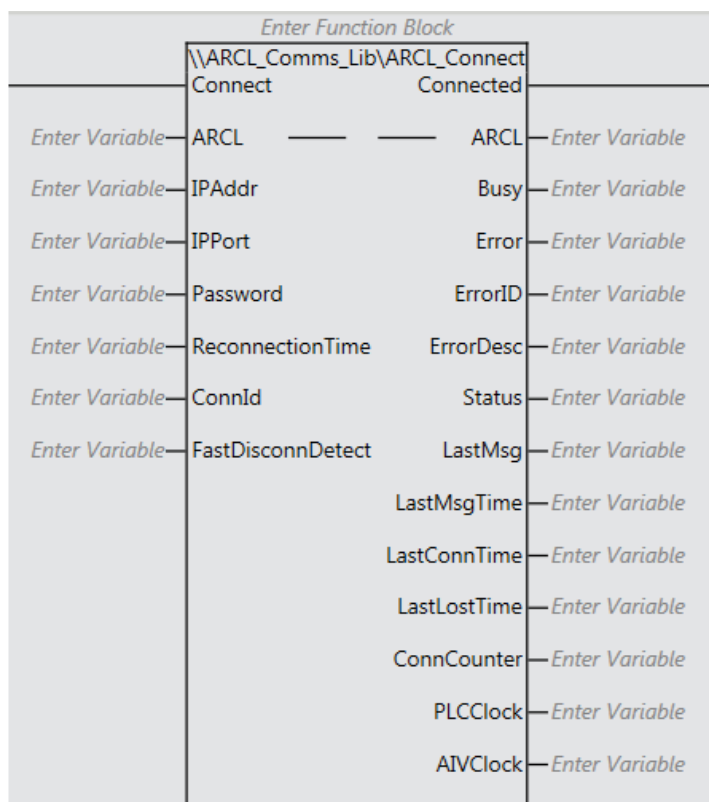 Enter Function Block
\\ARCL_Comms_Lib\ARCL_Connect
Connect Connected
Enter Variable ARCL ARCL Enter Variable
Enter Variable IPAddr Busy Enter Variable
Enter Variable IPPort Error Enter Variable
Enter Variable Password ErrorID Enter Variable
Enter Variable ReconnectionTime ErrorDesc Enter Variable
Enter Variable ConnId Status Enter Variable
Enter Variable FastDisconnDetect LastMsg Enter Variable
LastMsgTime Enter Variable
LastConnTime Enter Variable
LastLostTime Enter Variable
ConnCounter Enter Variable
PLCClock Enter Variable
AIVClock Enter Variable